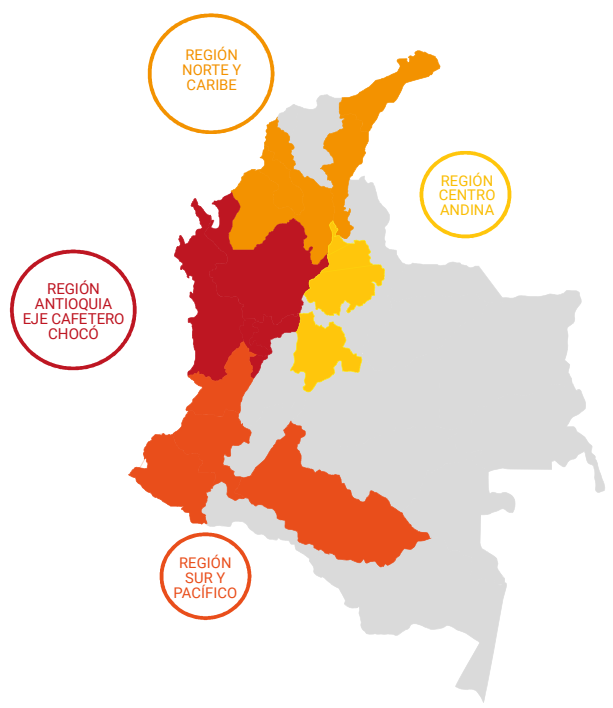 REGIÓN
NORTE Y
CARIBE
REGIÓN
CENTRO
ANDINA
REGIÓN
ANTIOQUIA
EJE CAFETERO
CHOCÓ
REGIÓN
SUR Y
PACÍFICO